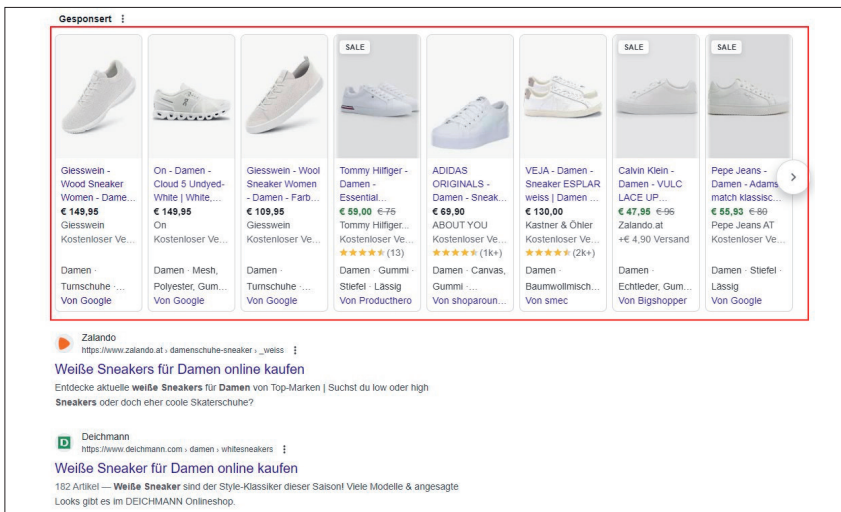 Gesponsert
SALE
SALE
SALE
Giesswein -
Wood Sneaker
Women - Dame...
€ 149,95
Giesswein
Kostenloser Ve...
Damen ·
Turnschuhe ·...
Von Google
On - Damen -
Cloud 5 Undyed-
White | White,...
€ 149,95
On
Kostenloser Ve...
Damen · Mesh,
Polyester, Gum...
Von Google
Giesswein - Wool
Sneaker Women
- Damen - Farb...
€ 109,95
Giesswein
Kostenloser Ve...
Damen ·
Turnschuhe ·...
Von Google
Tommy Hilfiger -
Damen -
Essential...
€ 59,00 €75
Tommy Hilfiger...
Kostenloser Ve...
(13)
Damen · Gummi ·
Stiefel · Lässig
Von Producthero
ADIDAS
ORIGINALS -
Damen - Sneak...
€ 69,90
ABOUT YOU
Kostenloser Ve...
(1k+)
Damen · Canvas,
Gummi ·...
Von shoparoun...
VEJA - Damen -
Sneaker ESPLAR
weiss | Damen ...
€ 130,00
Kastner & Öhler
Kostenloser Ve...
(2k+)
Damen ·
Baumwollmisch...
Von smec
Calvin Klein -
Damen - VULC
LACE UP...
€ 47,95 €96
Zalando.at
+€ 4,90 Versand
Damen ·
Echtleder, Gum...
Von Bigshopper
Pepe Jeans -
Damen - Adams
match klassisc...
€ 55,93 €80
Pepe Jeans AT
Kostenloser Ve...
Damen · Stiefel ·
Lässig
Von Google
Zalando
https://www.zalando.at › damenschuhe-sneaker › _weiss
Weiße Sneakers für Damen online kaufen
Entdecke aktuelle weiße Sneakers für Damen von Top-Marken | Suchst du low oder high
Sneakers oder doch eher coole Skaterschuhe?
D
Deichmann
https://www.deichmann.com › damen › whitesneakers
Weiße Sneaker für Damen online kaufen
182 Artikel — Weiße Sneaker sind der Style-Klassiker dieser Saison! Viele Modelle & angesagte
Looks gibt es im DEICHMANN Onlineshop.